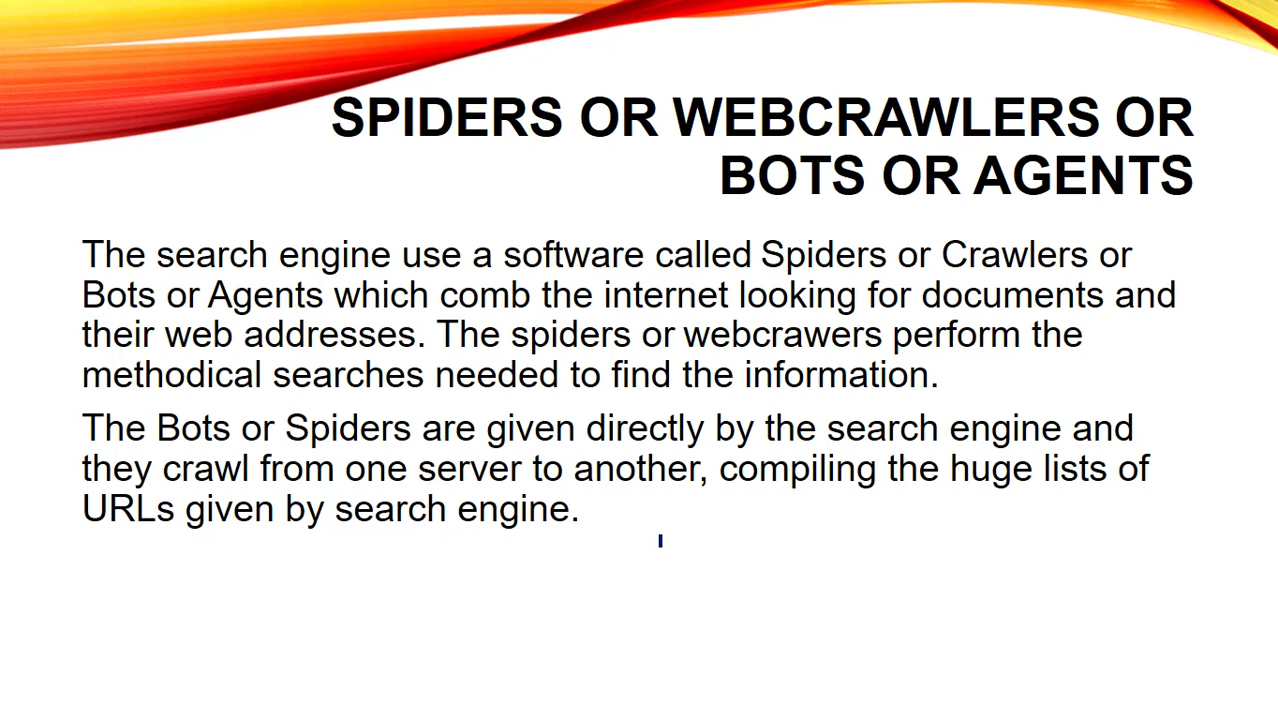 SPIDERS OR WEBCRAWLERS OR
BOTS OR AGENTS
The search engine use a software called Spiders or Crawlers or
Bots or Agents which comb the internet looking for documents and
their web addresses. The spiders or webcrawers perform the
methodical searches needed to find the information.
The Bots or Spiders are given directly by the search engine and
they crawl from one server to another, compiling the huge lists of
URLs given by search engine.